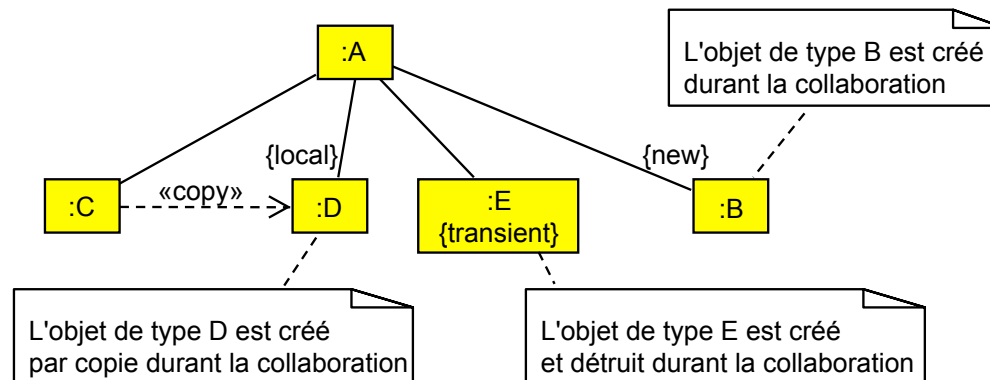 :A
L'objet de type B est créé
durant la collaboration
{local}
{new}
:C
«copy»
:D
:E
{transient}
:B
L'objet de type D est créé
par copie durant la collaboration
L'objet de type E est créé
et détruit durant la collaboration